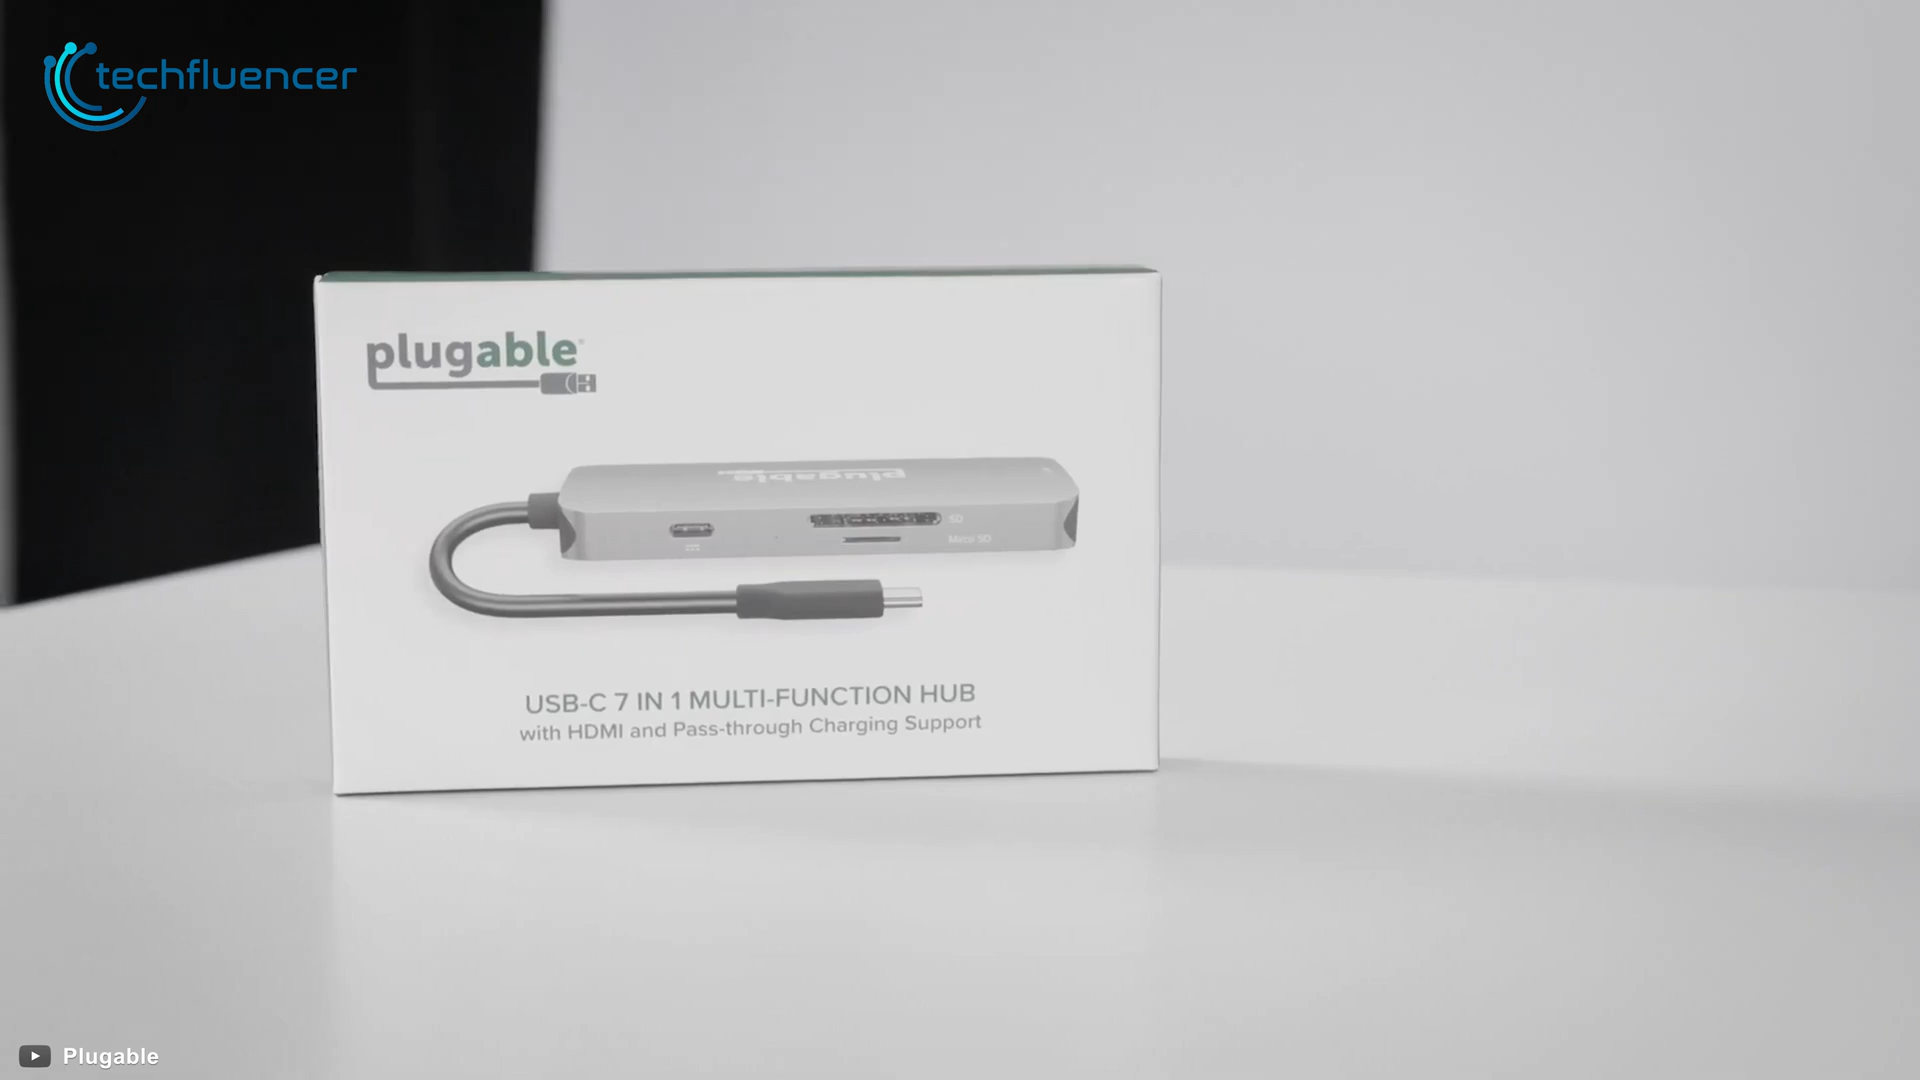 techfluencer
plugable
plugable
SD
Micro SD
USB-C 7 IN 1 MULTI-FUNCTION HUB
with HDMI and Pass-through Charging Support
Plugable